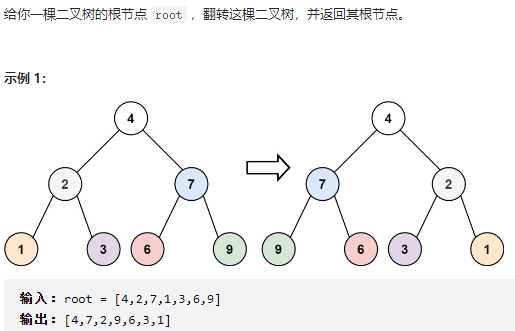 给你一棵二叉树的根节点 root ，翻转这棵二叉树，并返回其根节点。
示例 1：
4 4
2 7 7 2
1 3 6 9 9 6 3 1
输入：root = [4,2,7,1,3,6,9]
输出：[4,7,2,9,6,3,1]